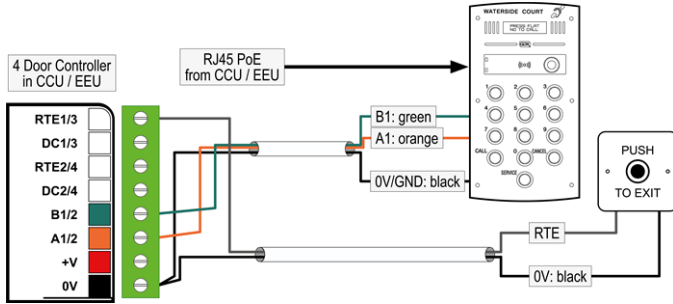 WATERSIDE COURT
PRESS FLAT
NO TO CALL
4 Door Controller
in CCU / EEU
RJ45 PoE
from CCU / EEU
RTE1/3
DC1/3
RTE2/4
DC2/4
B1/2
A1/2
+V
0V
B1: green
A1: orange
0V/GND: black
1
2
3
4
5
6
7
8
9
CALL
0
CANCEL
SERVICE
PUSH
TO EXIT
RTE
0V: black